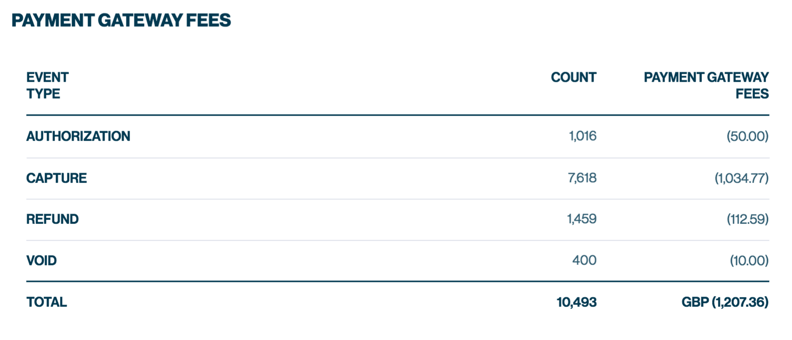 PAYMENT GATEWAY FEES
EVENT TYPE COUNT PAYMENT GATEWAY FEES
AUTHORIZATION 1,016 (50.00)
CAPTURE 7,618 (1,034.77)
REFUND 1,459 (112.59)
VOID 400 (10.00)
TOTAL 10,493 GBP (1,207.36)